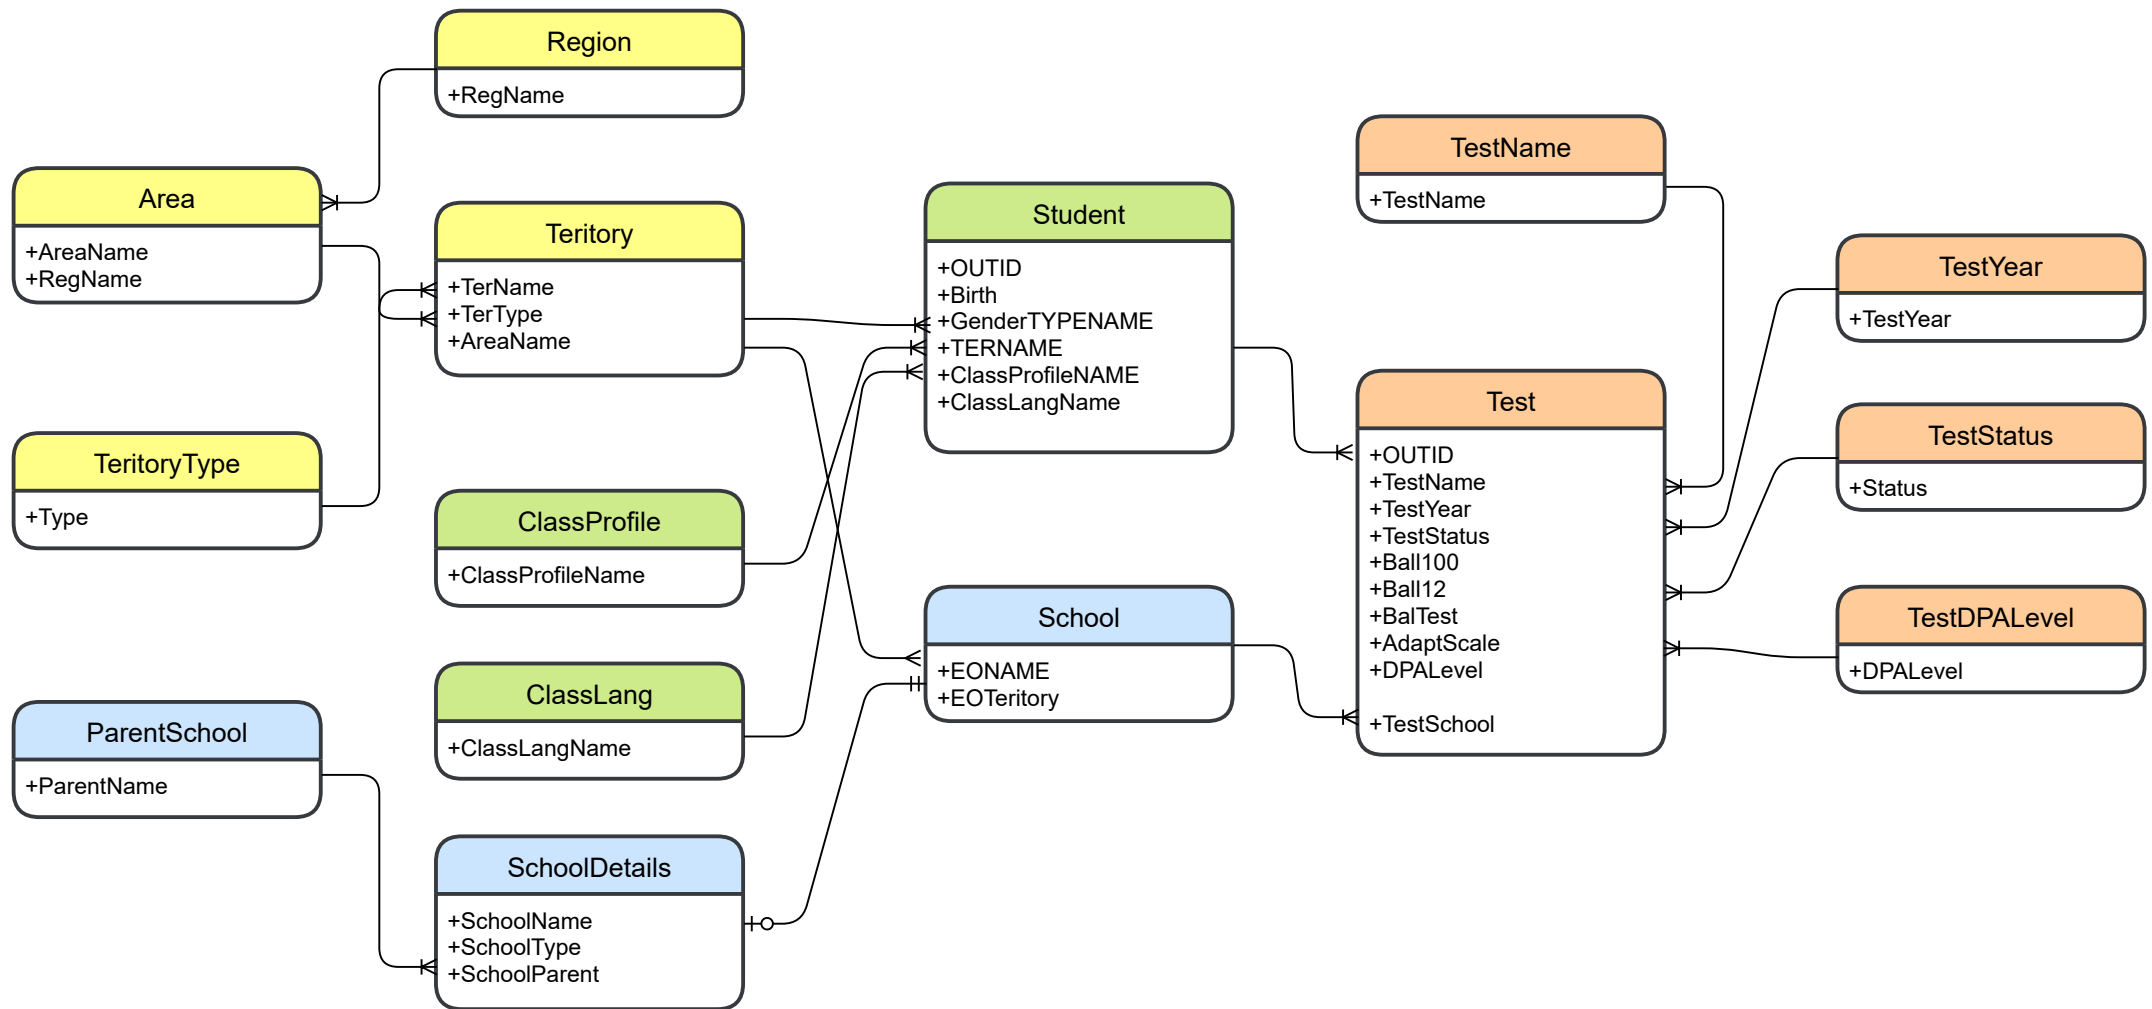 Region
+RegName
Area
+AreaName
+RegName
Teritory
+TerName
+TerType
+AreaName
TeritoryType
+Type
Student
+OUTID
+Birth
+GenderTYPENAME
+TERNAME
+ClassProfileNAME
+ClassLangName
ClassProfile
+ClassProfileName
ClassLang
+ClassLangName
ParentSchool
+ParentName
SchoolDetails
+SchoolName
+SchoolType
+SchoolParent
School
+EONAME
+EOTeritory
TestName
+TestName
Test
+OUTID
+TestName
+TestYear
+TestStatus
+Ball100
+Ball12
+BalTest
+AdaptScale
+DPALevel
+TestSchool
TestYear
+TestYear
TestStatus
+Status
TestDPALevel
+DPALevel